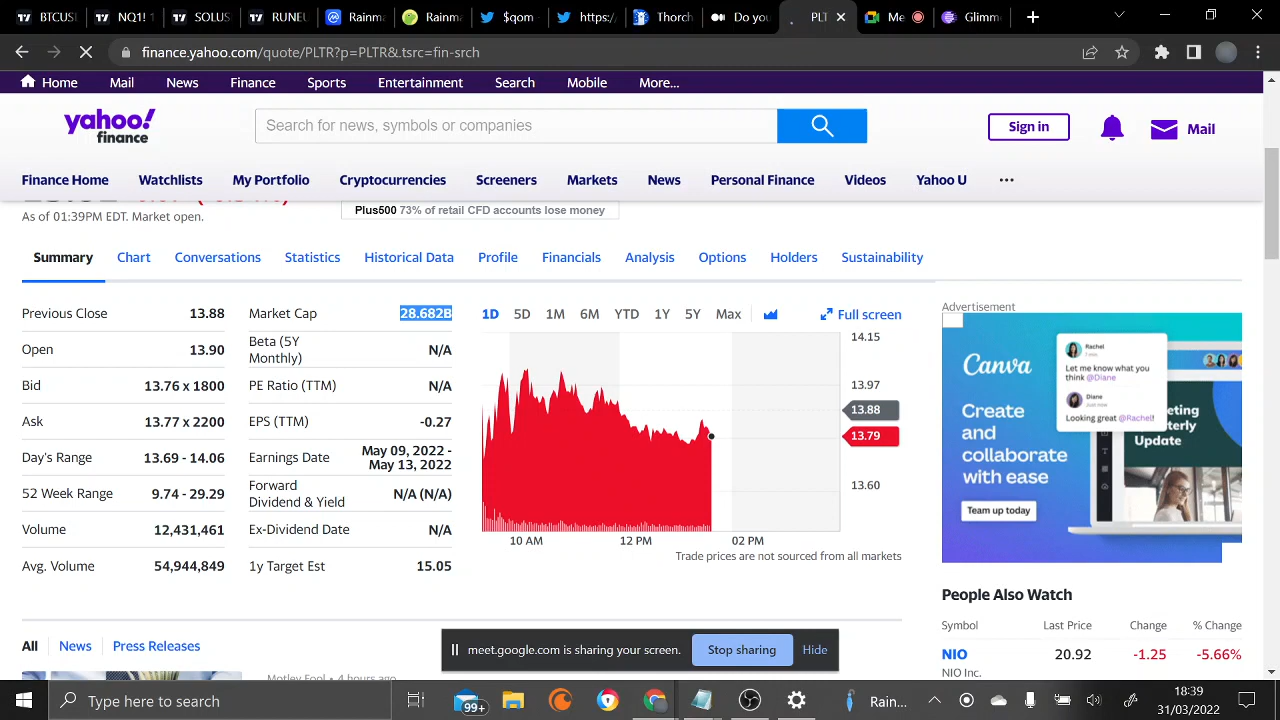 BTCUS NQ1! SOLUS RUNEU Rainm Rainma $qom https:/ Thorch Do you PLT Me Glimm
finance.yahoo.com/quote/PLTR?p=PLTR&.tsrc=fin-srch
Home Mail News Finance Sports Entertainment Search Mobile More...
yahoo!
finance
Search for news, symbols or companies
Sign in
Mail
Finance Home Watchlists My Portfolio Cryptocurrencies Screeners Markets News Personal Finance Videos Yahoo U ...
As of 01:39PM EDT. Market open.
Plus500 73% of retail CFD accounts lose money
Summary Chart Conversations Statistics Historical Data Profile Financials Analysis Options Holders Sustainability
Previous Close 13.88
Open 13.90
Bid 13.76 x 1800
Ask 13.77 x 2200
Day's Range 13.69 - 14.06
52 Week Range 9.74 - 29.29
Volume 12,431,461
Avg. Volume 54,944,849
Market Cap 28.682B
Beta (5Y
Monthly) N/A
PE Ratio (TTM) N/A
EPS (TTM) -0.27
Earnings Date May 09, 2022 -
May 13, 2022
Forward
Dividend & Yield N/A (N/A)
Ex-Dividend Date N/A
1y Target Est 15.05
1D 5D 1M 6M YTD 1Y 5Y Max Full screen
14.15
13.97
13.88
13.79
13.60
10 AM 12 PM 02 PM
Trade prices are not sourced from all markets
Advertisement
Canva
Create
and
collaborate
with ease
Team up today
Rachel
Let me know what you
think @Diane
Diane
Just now
Looking great @Rachel!
Update
People Also Watch
Symbol Last Price Change % Change
NIO 20.92 -1.25 -5.66%
NIO Inc.
All News Press Releases
Motley Fool • 4 hours ago
meet.google.com is sharing your screen. Stop sharing Hide
Type here to search
99+
Rain...
18:39
31/03/2022